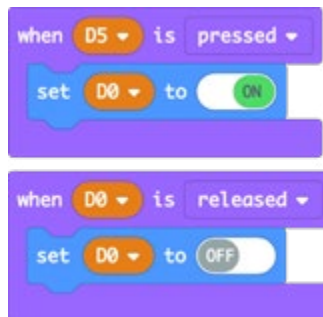 when D5 is pressed
set D0 to ON
when D0 is released
set D0 to OFF